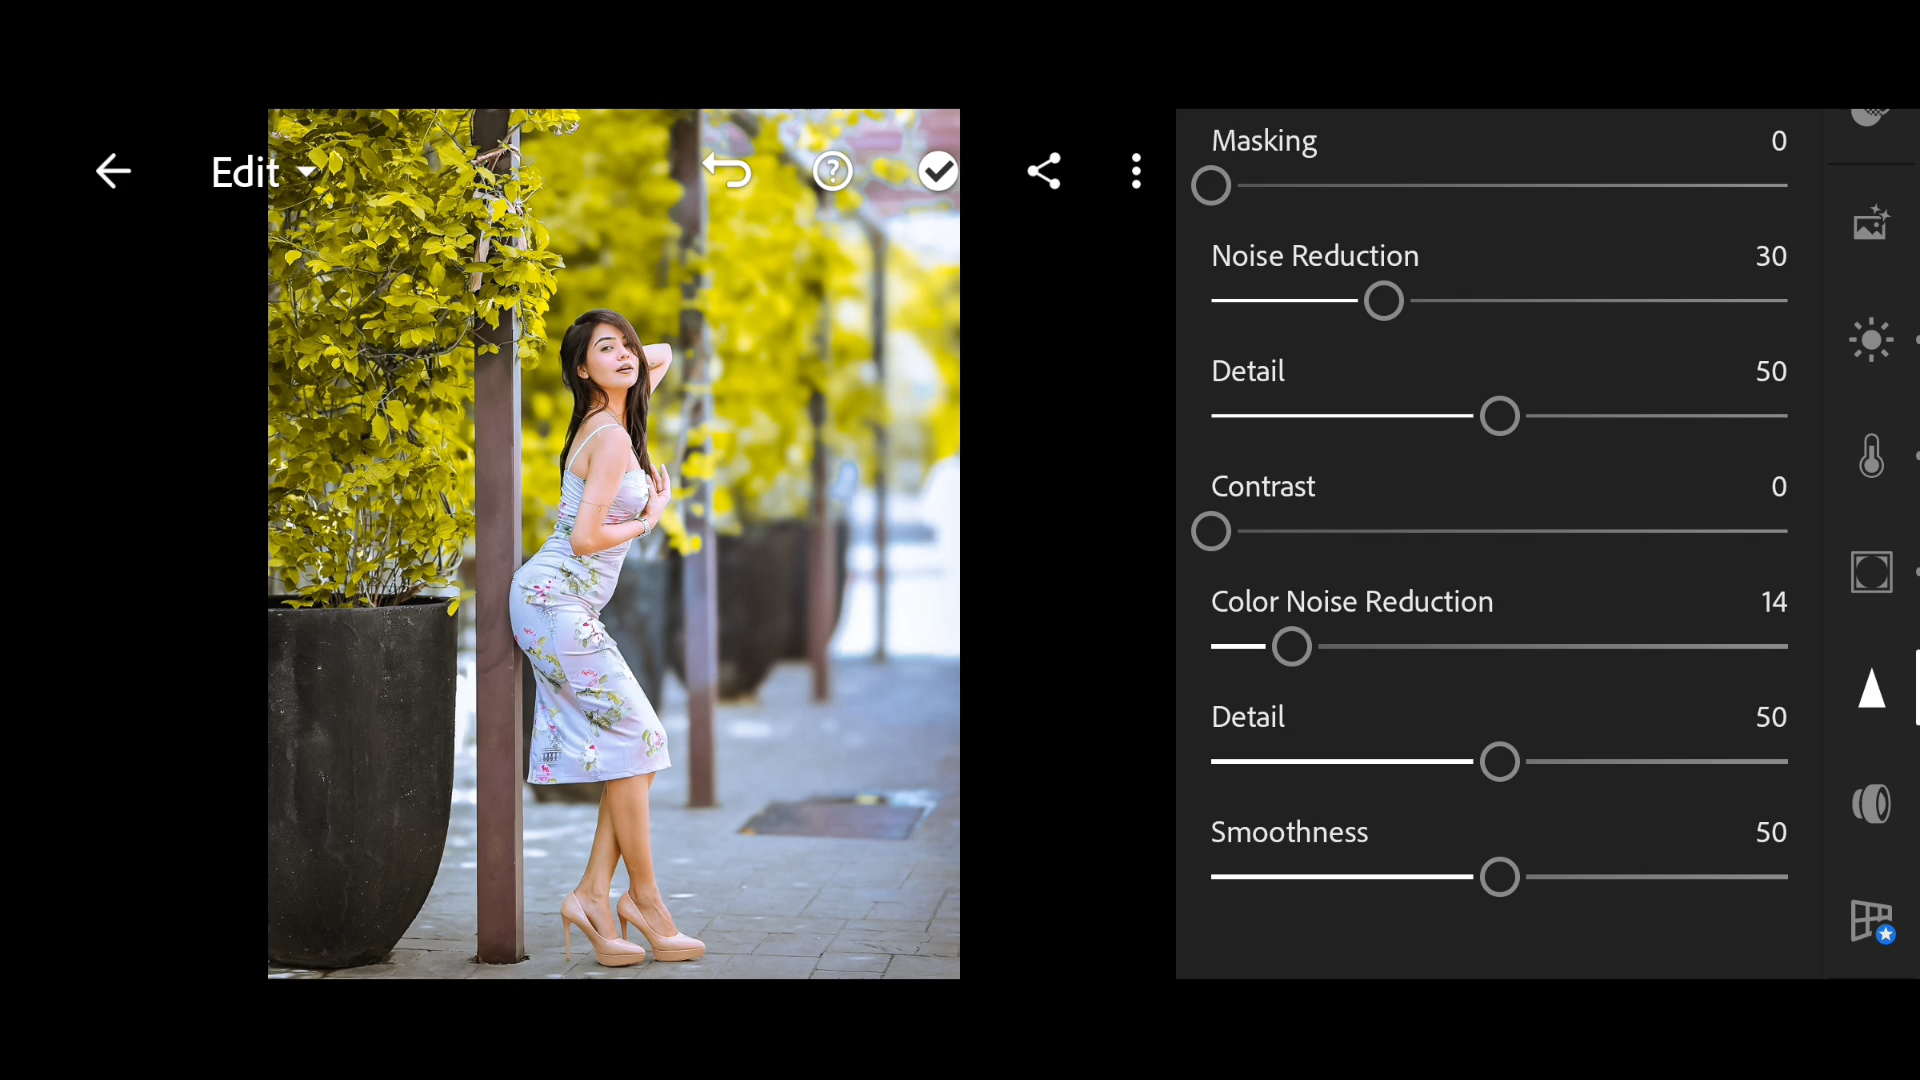 Edit
Masking 0
Noise Reduction 30
Detail 50
Contrast 0
Color Noise Reduction 14
Detail 50
Smoothness 50